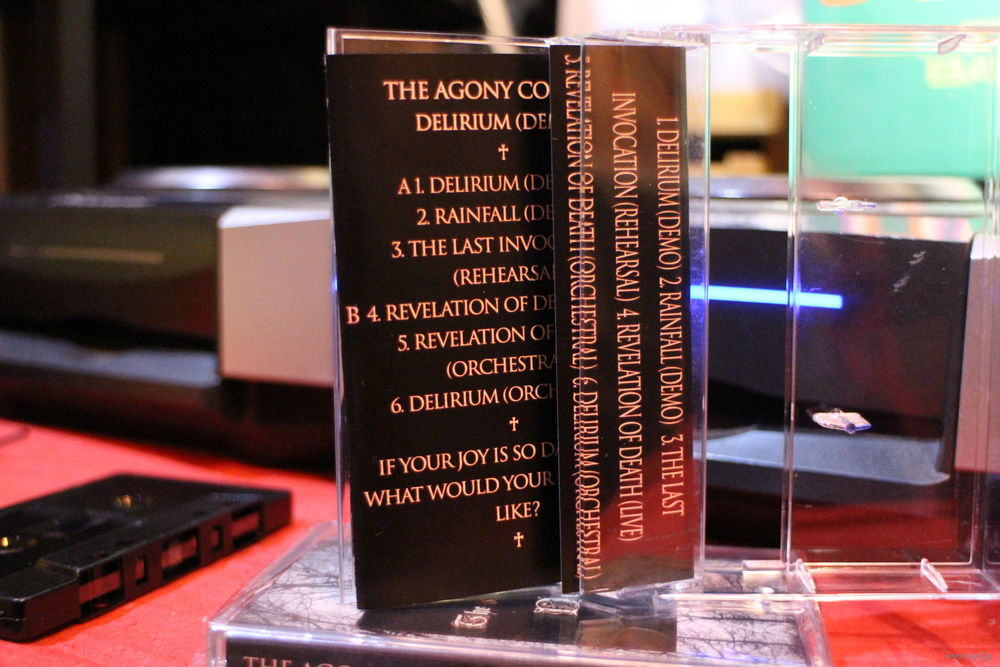 THE AGONY CO
DELIRIUM (DE
A 1. DELIRIUM (DE
2. RAINFALL (DE
3. THE LAST INVO
(REHEARSA
B 4. REVELATION OF DE
5. REVELATION OF
(ORCHESTRA
6. DELIRIUM (ORCH
IF YOUR JOY IS SO D
WHAT WOULD YOUR
LIKE?
1. DELIRIUM (DEMO) 2. RAINFALL (DEMO) 3. THE LAST
INVOCATION (REHEARSAL) 4. REVELATION OF DEATH (LIVE)
5. REVELATION OF DEATH (ORCHESTRAL) 6. DELIRIUM (ORCHESTRAL)
THE AGO